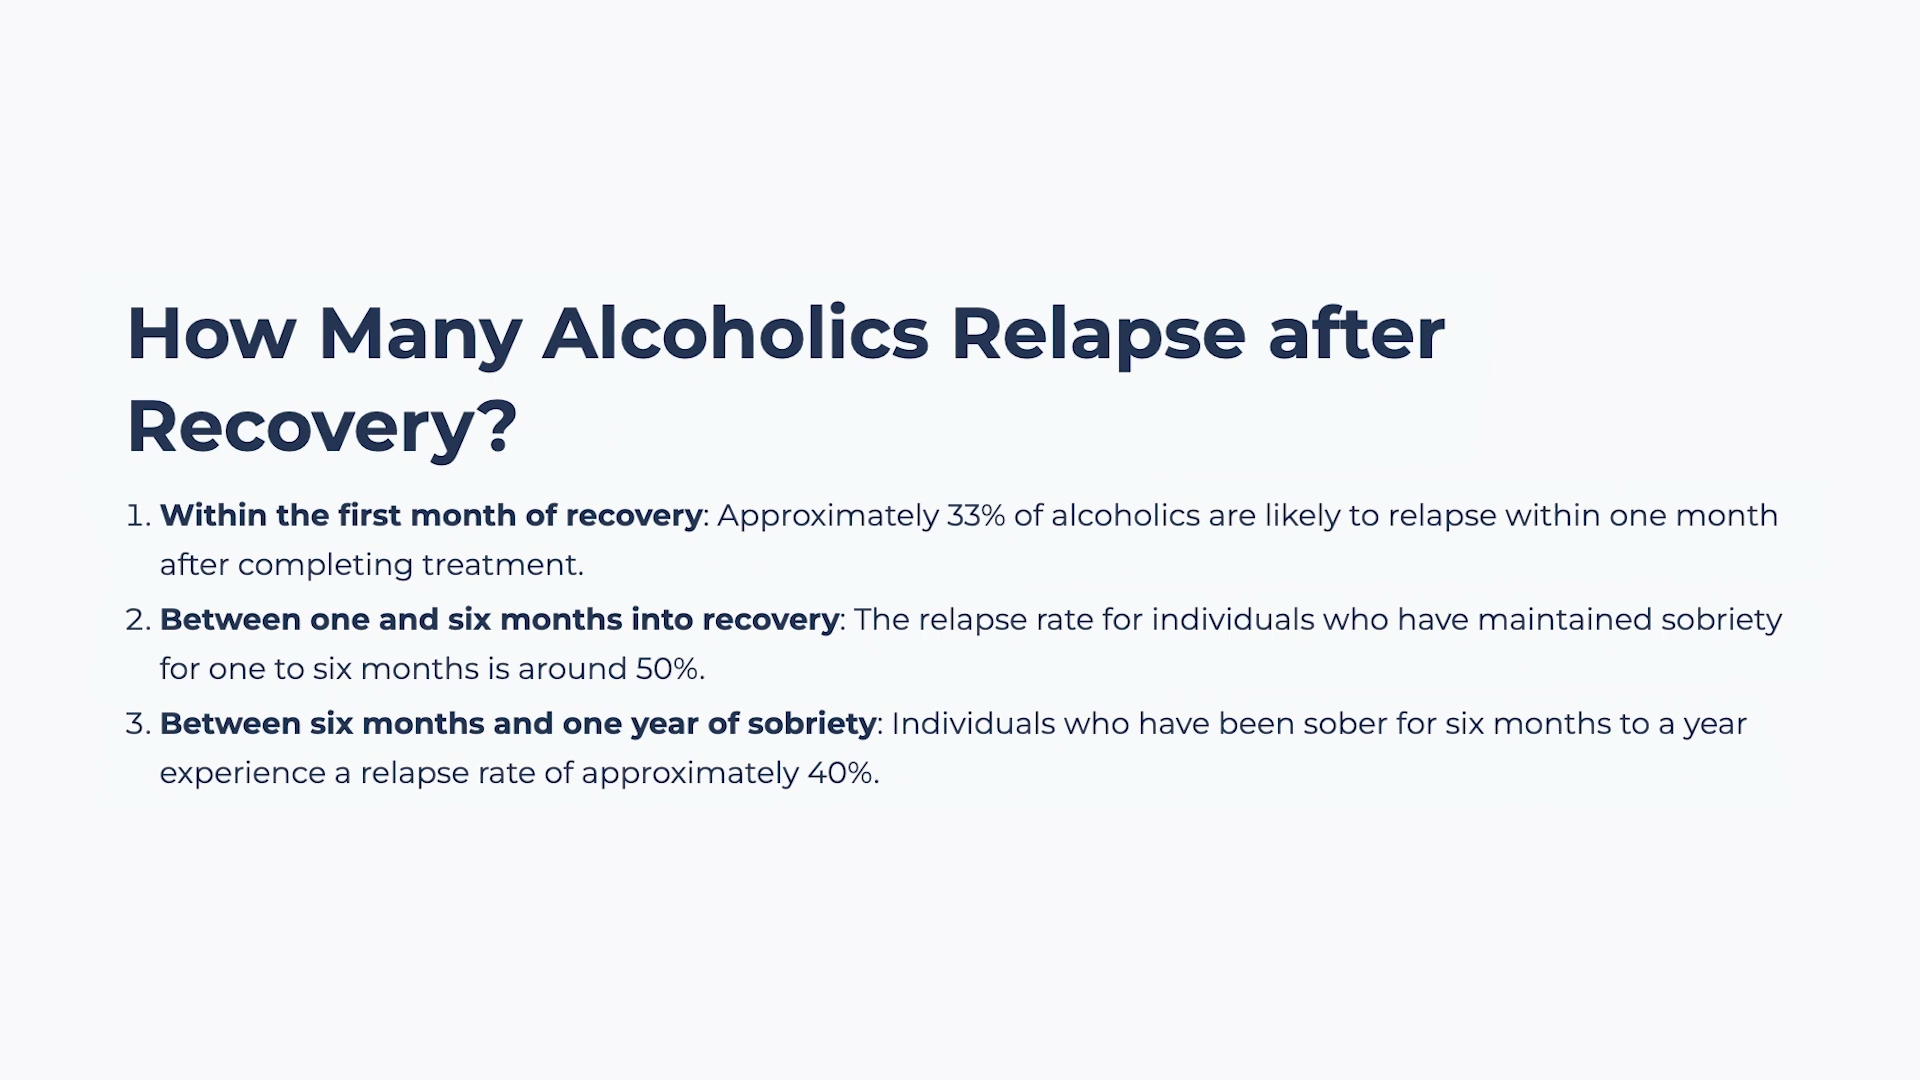 How Many Alcoholics Relapse after
Recovery?
1. Within the first month of recovery: Approximately 33% of alcoholics are likely to relapse within one month
after completing treatment.
2. Between one and six months into recovery: The relapse rate for individuals who have maintained sobriety
for one to six months is around 50%.
3. Between six months and one year of sobriety: Individuals who have been sober for six months to a year
experience a relapse rate of approximately 40%.